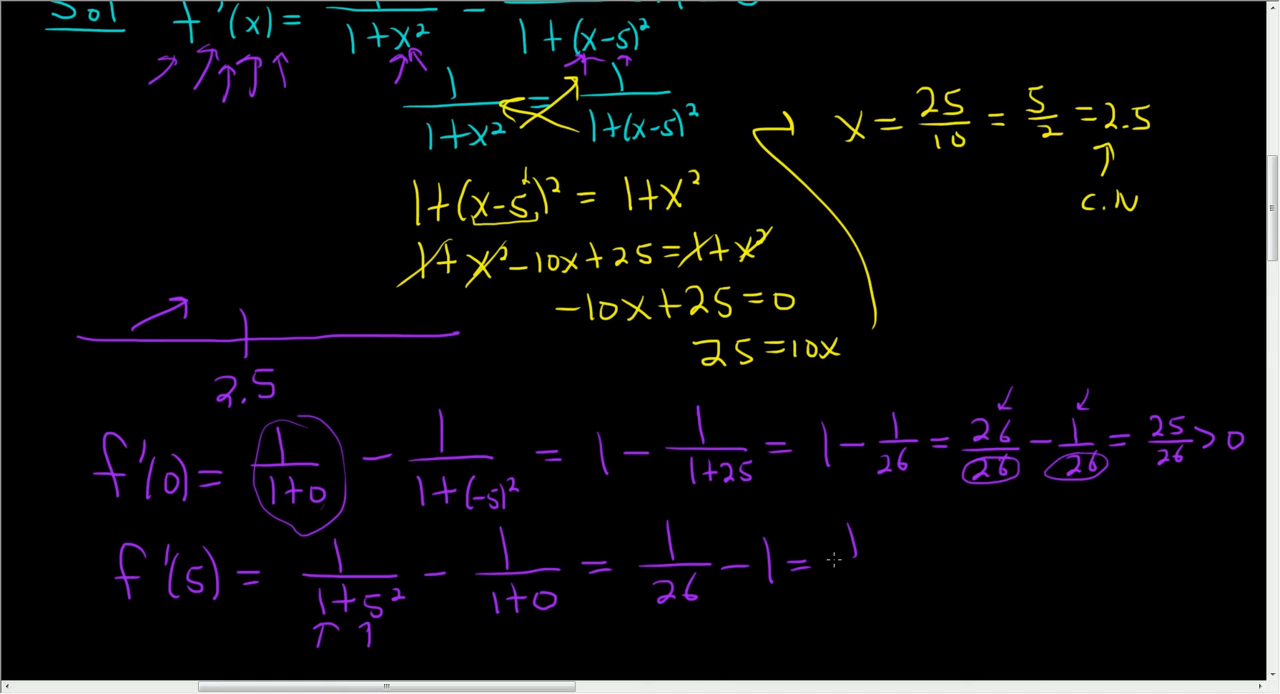 Sol f'(x) = 1/(1+x²) - 1/(1+(x-5)²)
1/(1+x²) = 1/(1+(x-5)²)
1+(x-5)² = 1+x²
1+x²-10x+25 = 1+x²
-10x+25 = 0
25 = 10x
x = 25/10 = 5/2 = 2.5
C.N
2.5
f'(0) = 1/(1+0) - 1/(1+(-5)²) = 1 - 1/(1+25) = 1 - 1/26 = 26/26 - 1/26 = 25/26 > 0
f'(5) = 1/(1+5²) - 1/(1+0) = 1/26 - 1 = 1